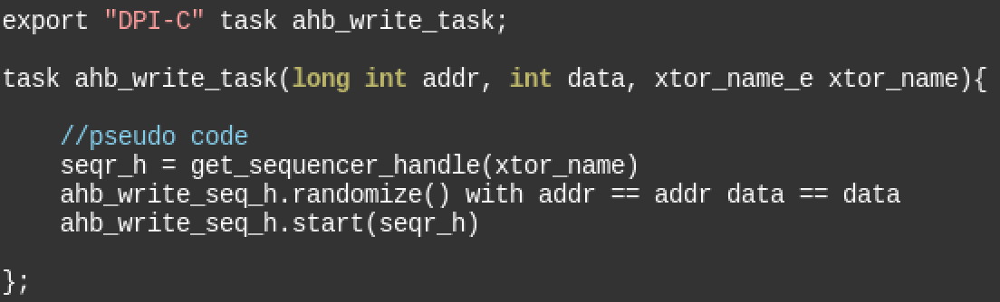 export "DPI-C" task ahb_write_task;
task ahb_write_task(long int addr, int data, xtor_name_e xtor_name){
//pseudo code
seqr_h = get_sequencer_handle(xtor_name)
ahb_write_seq_h.randomize() with addr == addr data == data
ahb_write_seq_h.start(seqr_h)
};